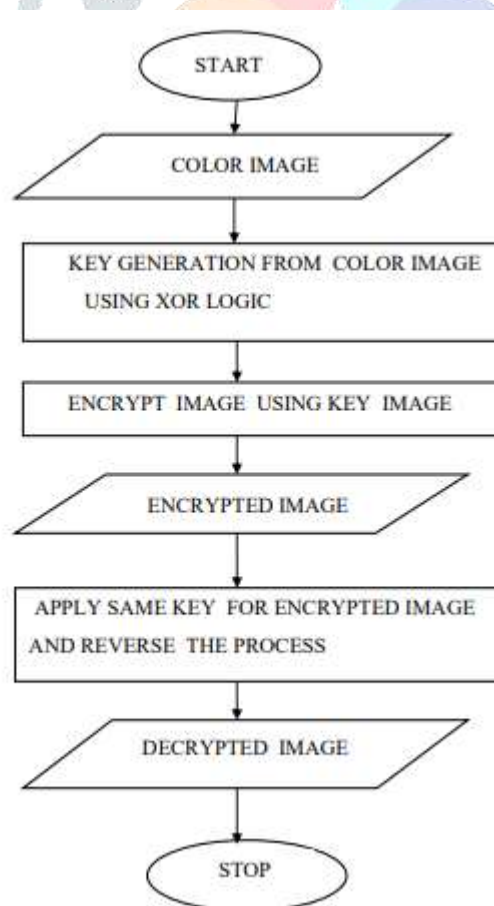 START
COLOR IMAGE
KEY GENERATION FROM COLOR IMAGE
USING XOR LOGIC
ENCRYPT IMAGE USING KEY IMAGE
ENCRYPTED IMAGE
APPLY SAME KEY FOR ENCRYPTED IMAGE
AND REVERSE THE PROCESS
DECRYPTED IMAGE
STOP